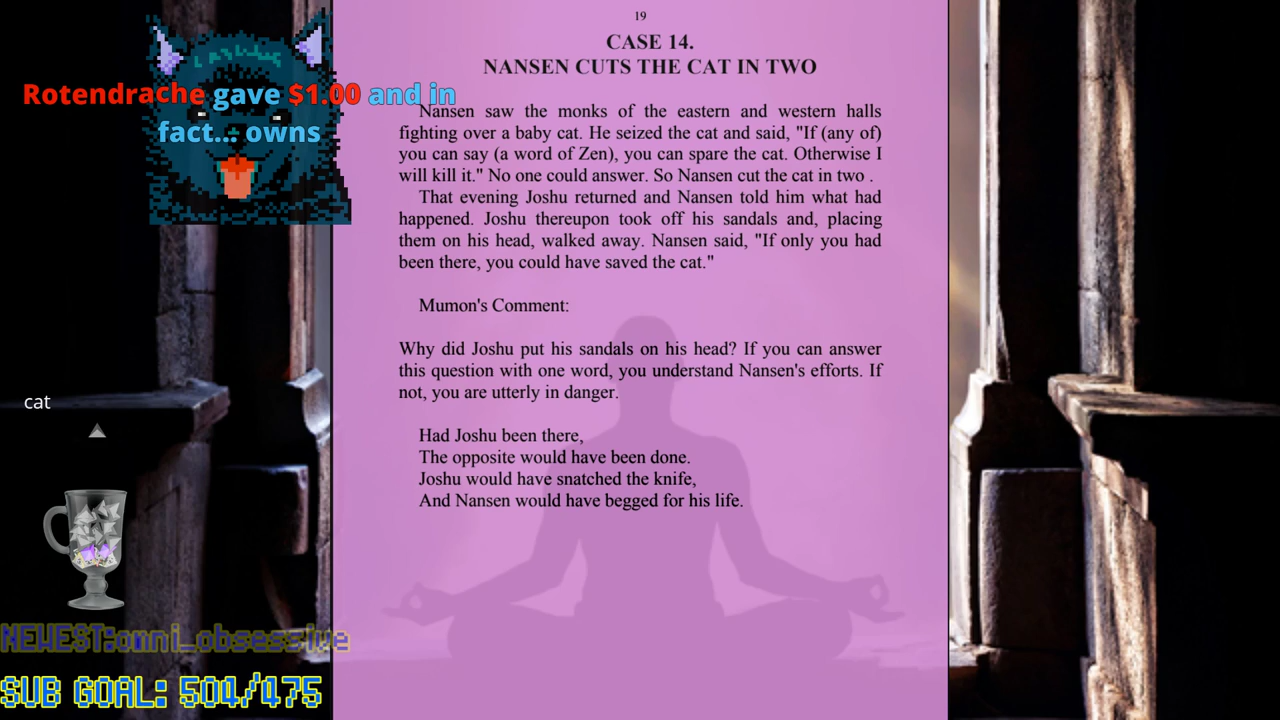 19
CASE 14.
NANSEN CUTS THE CAT IN TWO
Rotendrache gave $1.00 and in
fact... owns
Nansen saw the monks of the eastern and western halls
fighting over a baby cat. He seized the cat and said, "If (any of)
you can say (a word of Zen), you can spare the cat. Otherwise I
will kill it." No one could answer. So Nansen cut the cat in two .
That evening Joshu returned and Nansen told him what had
happened. Joshu thereupon took off his sandals and, placing
them on his head, walked away. Nansen said, "If only you had
been there, you could have saved the cat."
Mumon's Comment:
Why did Joshu put his sandals on his head? If you can answer
this question with one word, you understand Nansen's efforts. If
not, you are utterly in danger.
Had Joshu been there,
The opposite would have been done.
Joshu would have snatched the knife,
And Nansen would have begged for his life.
cat
NEWEST:omni_obsessive
SUB GOAL: 504/475